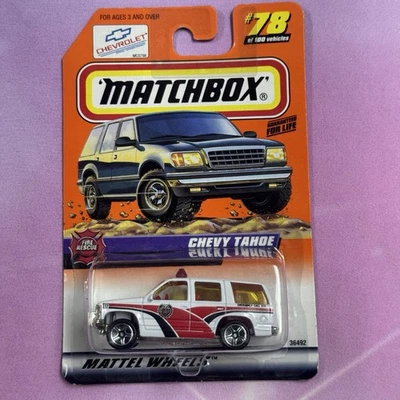 FOR AGES 3 AND OVER
CHEVROLET
#78
of 100 vehicles
MATCHBOX®
GUARANTEED
FOR LIFE
CHEVY TAHOE
FIRE
RESCUE
36492
MATTEL WHEELS™